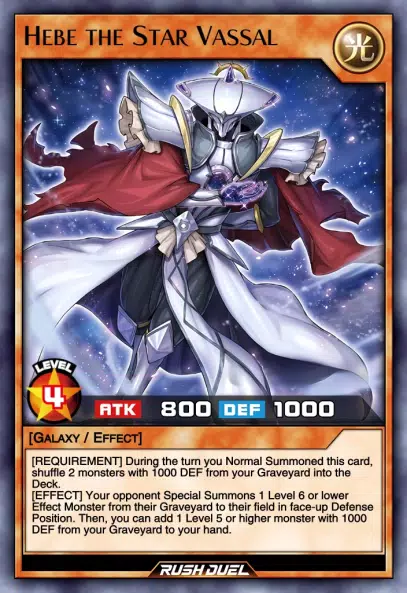 HEBE THE STAR VASSAL
光
LEVEL
4
ATK 800 DEF 1000
[GALAXY / EFFECT]
[REQUIREMENT] During the turn you Normal Summoned this card,
shuffle 2 monsters with 1000 DEF from your Graveyard into the
Deck.
[EFFECT] Your opponent Special Summons 1 Level 6 or lower
Effect Monster from their Graveyard to their field in face-up Defense
Position. Then, you can add 1 Level 5 or higher monster with 1000
DEF from your Graveyard to your hand.
RUSH DUEL